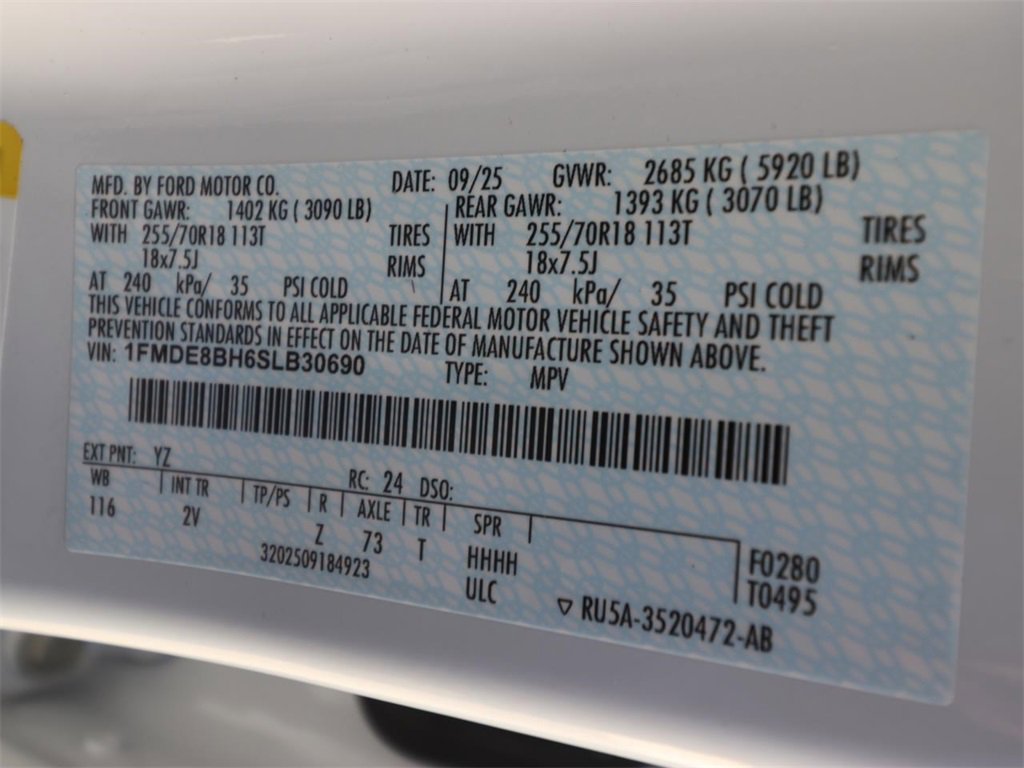 MFD. BY FORD MOTOR CO. DATE: 09/25 GVWR: 2685 KG ( 5920 LB)
FRONT GAWR: 1402 KG ( 3090 LB) REAR GAWR: 1393 KG ( 3070 LB)
WITH 255/70R18 113T TIRES WITH 255/70R18 113T TIRES
18x7.5J RIMS 18x7.5J RIMS
AT 240 kPa/ 35 PSI COLD AT 240 kPa/ 35 PSI COLD
THIS VEHICLE CONFORMS TO ALL APPLICABLE FEDERAL MOTOR VEHICLE SAFETY AND THEFT
PREVENTION STANDARDS IN EFFECT ON THE DATE OF MANUFACTURE SHOWN ABOVE.
VIN: 1FMDE8BH6SLB30690 TYPE: MPV
EXT PNT: YZ RC: 24 DSO:
WB INT TR TP/PS R AXLE TR SPR
116 2V Z 73 T HHHH F0280
3202509184923 ULC T0495
▽ RU5A-3520472-AB